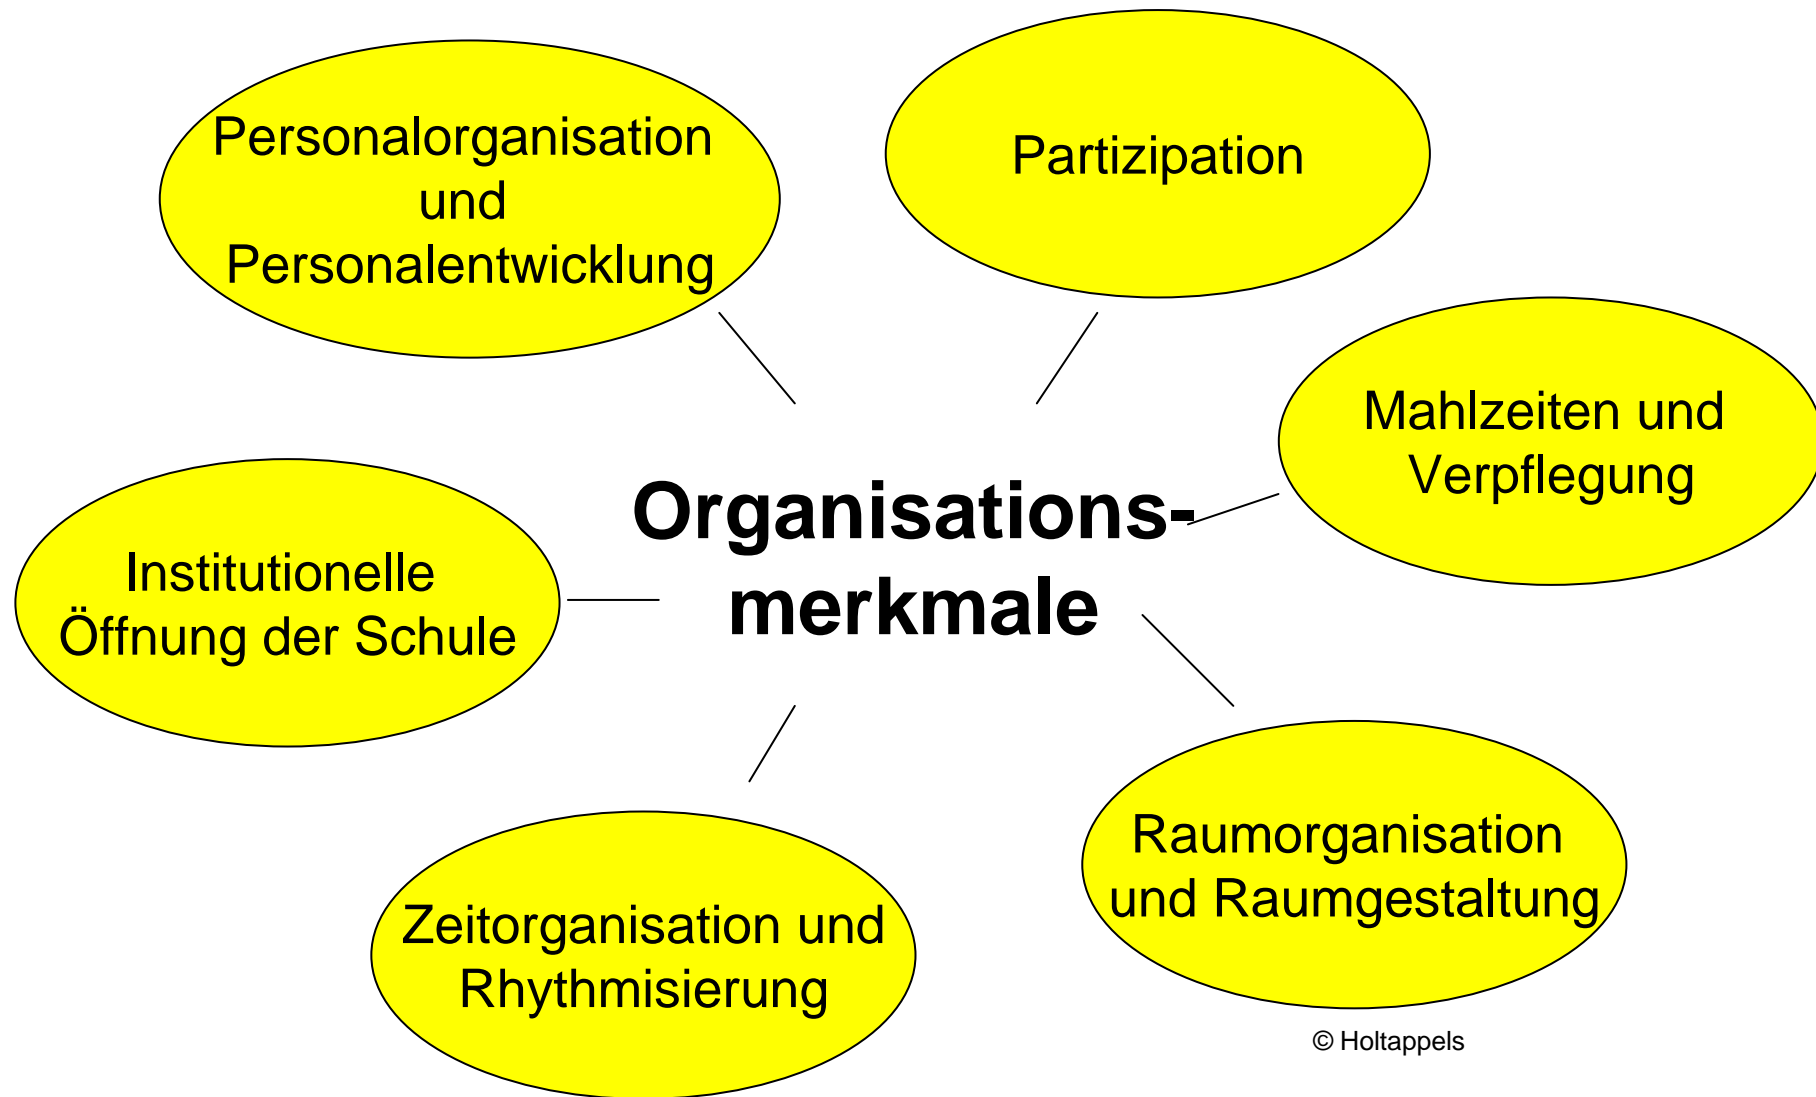 Personalorganisation
und
Personalentwicklung
Partizipation
Mahlzeiten und
Verpflegung
Organisations-
merkmale
Institutionelle
Öffnung der Schule
Raumorganisation
und Raumgestaltung
Zeitorganisation und
Rhythmisierung
© Holtappels